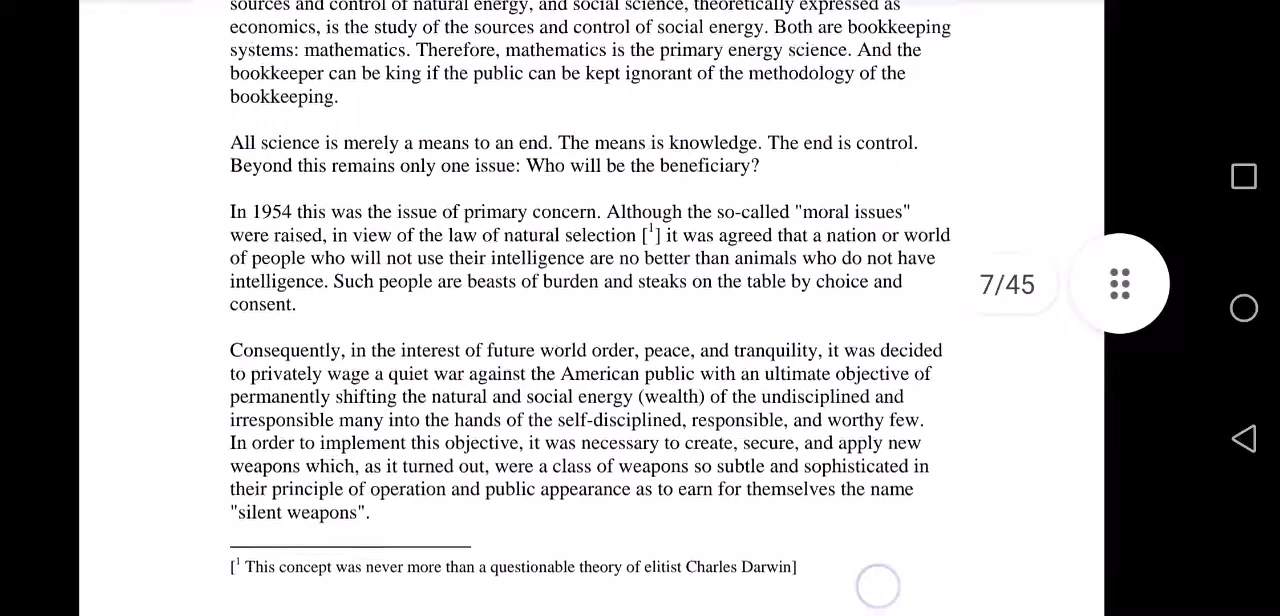 sources and control of natural energy, and social science, theoretically expressed as
economics, is the study of the sources and control of social energy. Both are bookkeeping
systems: mathematics. Therefore, mathematics is the primary energy science. And the
bookkeeper can be king if the public can be kept ignorant of the methodology of the
bookkeeping.
All science is merely a means to an end. The means is knowledge. The end is control.
Beyond this remains only one issue: Who will be the beneficiary?
In 1954 this was the issue of primary concern. Although the so-called "moral issues"
were raised, in view of the law of natural selection [¹] it was agreed that a nation or world
of people who will not use their intelligence are no better than animals who do not have
intelligence. Such people are beasts of burden and steaks on the table by choice and
consent.
7/45
Consequently, in the interest of future world order, peace, and tranquility, it was decided
to privately wage a quiet war against the American public with an ultimate objective of
permanently shifting the natural and social energy (wealth) of the undisciplined and
irresponsible many into the hands of the self-disciplined, responsible, and worthy few.
In order to implement this objective, it was necessary to create, secure, and apply new
weapons which, as it turned out, were a class of weapons so subtle and sophisticated in
their principle of operation and public appearance as to earn for themselves the name
"silent weapons".
[¹ This concept was never more than a questionable theory of elitist Charles Darwin]